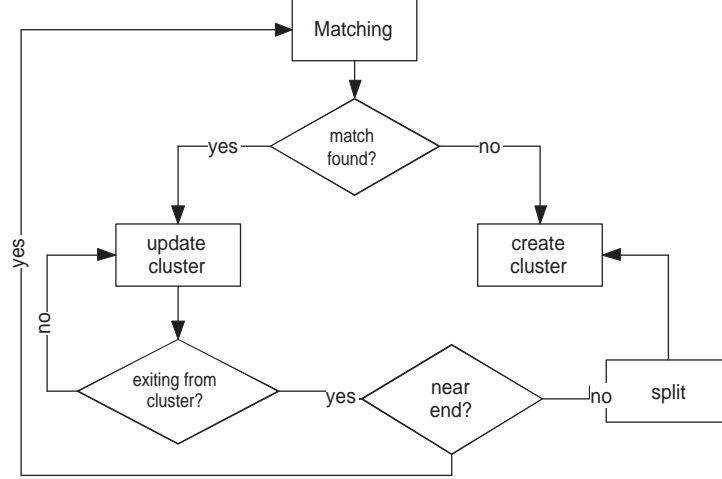 Matching
match
found?
yes
no
update
cluster
create
cluster
yes
no
exiting from
cluster?
yes
near
end?
no
split